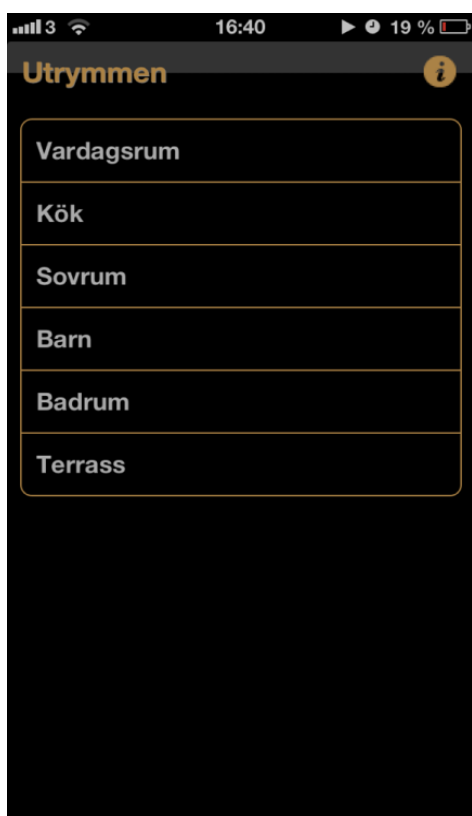 3 16:40 19 %
Utrymmen i
Vardagsrum
Kök
Sovrum
Barn
Badrum
Terrass